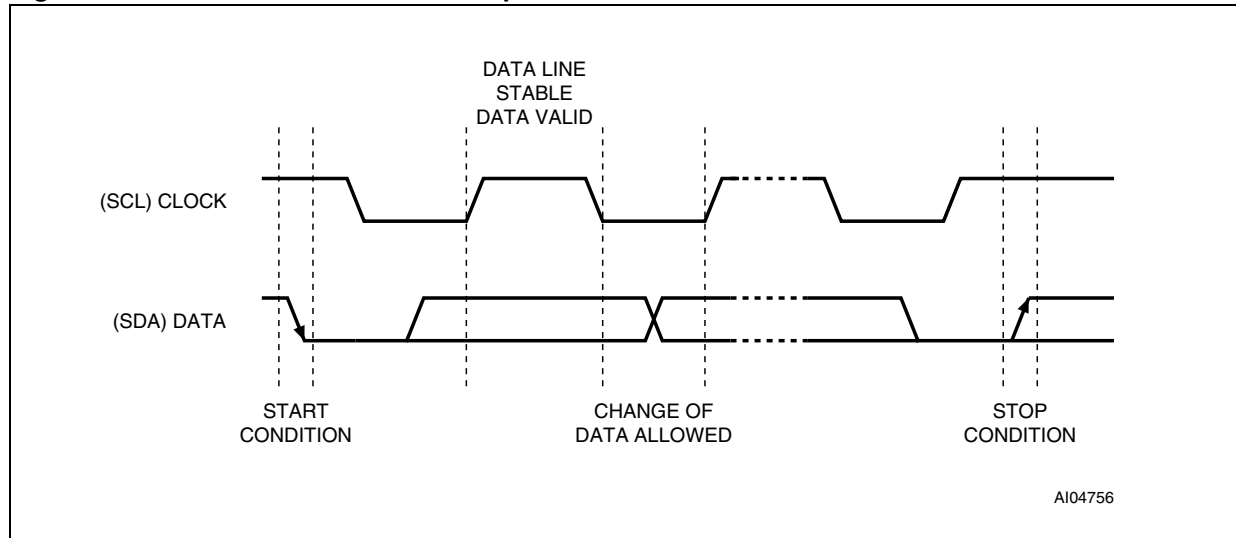 DATA LINE
STABLE
DATA VALID
(SCL) CLOCK
(SDA) DATA
START
CONDITION
CHANGE OF
DATA ALLOWED
STOP
CONDITION
AI04756